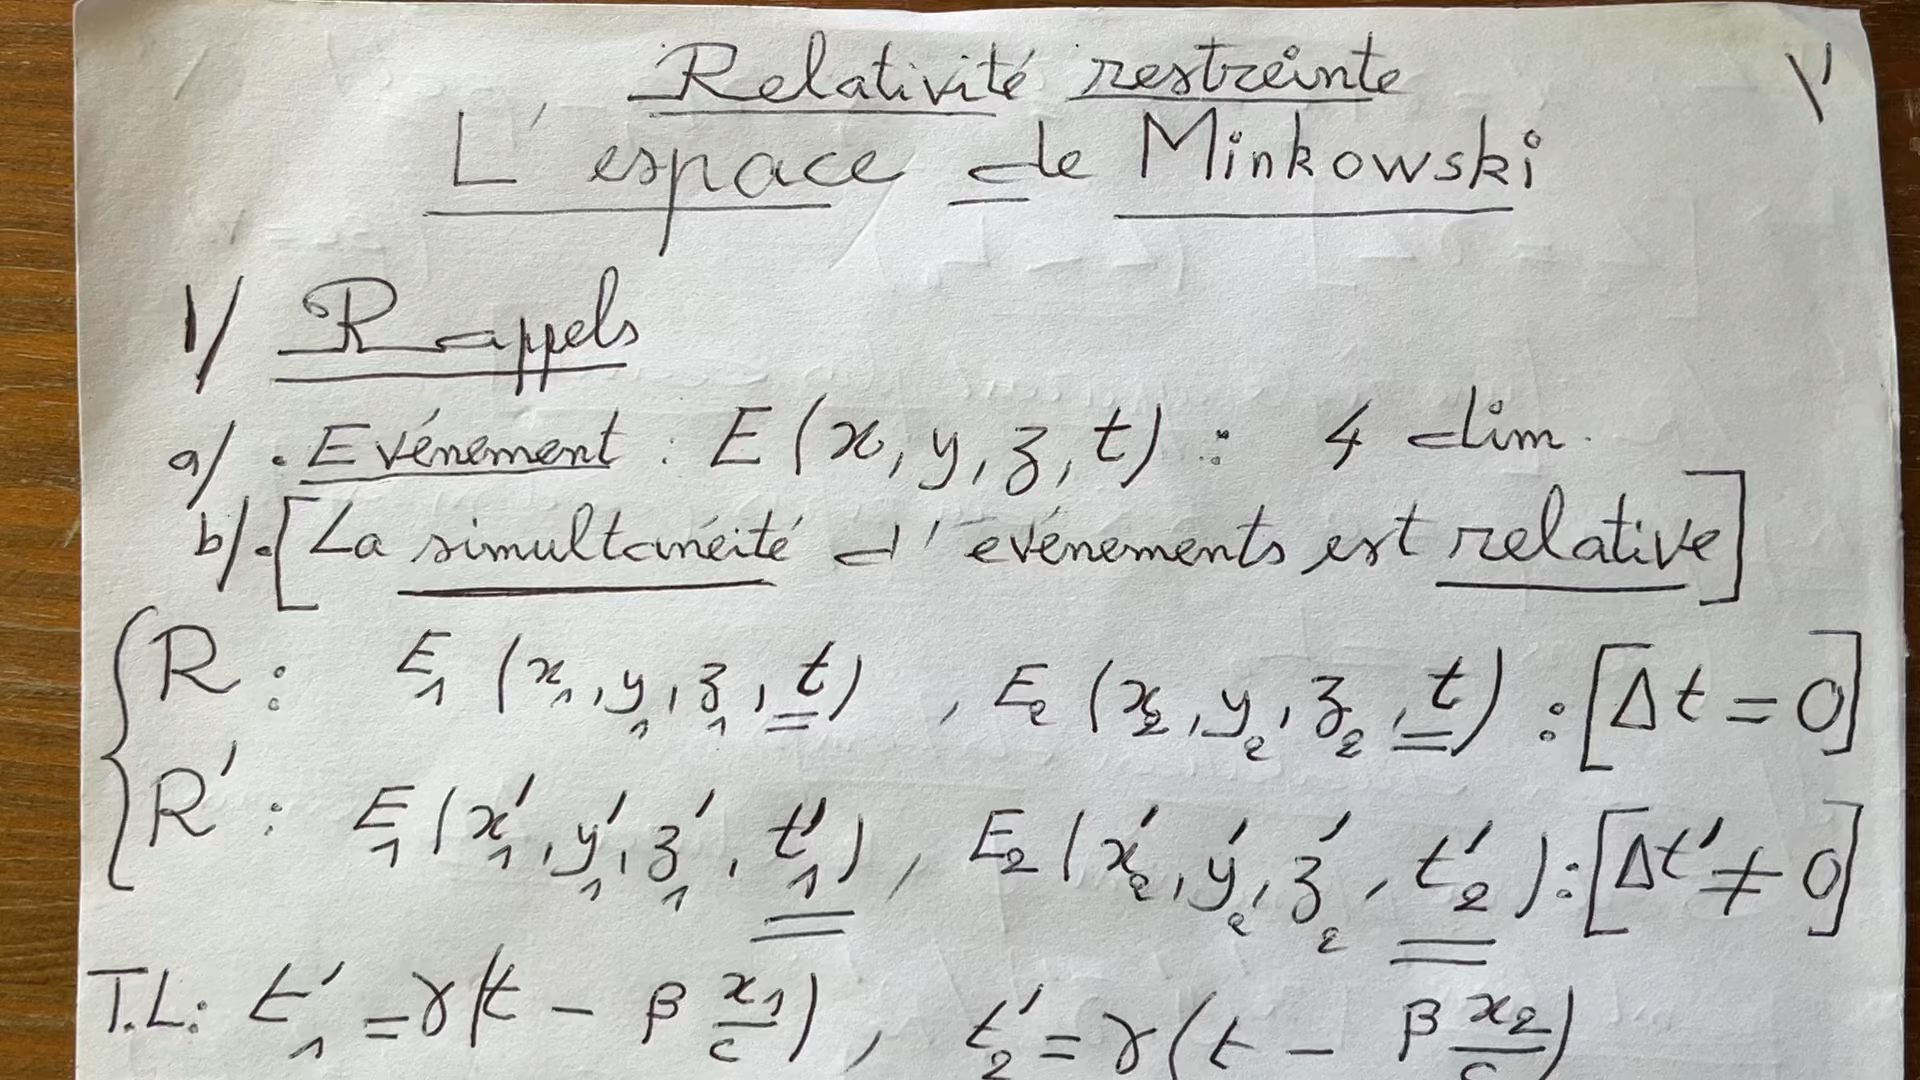 Relativité restreinte
1/
L'espace de Minkowski
1/ Rappels
a/ . Evénement : E (x, y, z, t) : 4 dim.
b/. [La simultanéité d'événements est relative]
R : E₁ (x₁, y₁, z₁, t) , E₂ (x₂, y₂, z₂, t) : [Δt = 0]
R' : E₁ (x'₁, y'₁, z'₁, t'₁) , E₂ (x'₂, y'₂, z'₂, t'₂) : [Δt' ≠ 0]
T.L : t'₁ = γ(t - β x₁/c) , t'₂ = γ(t - β x₂/c)